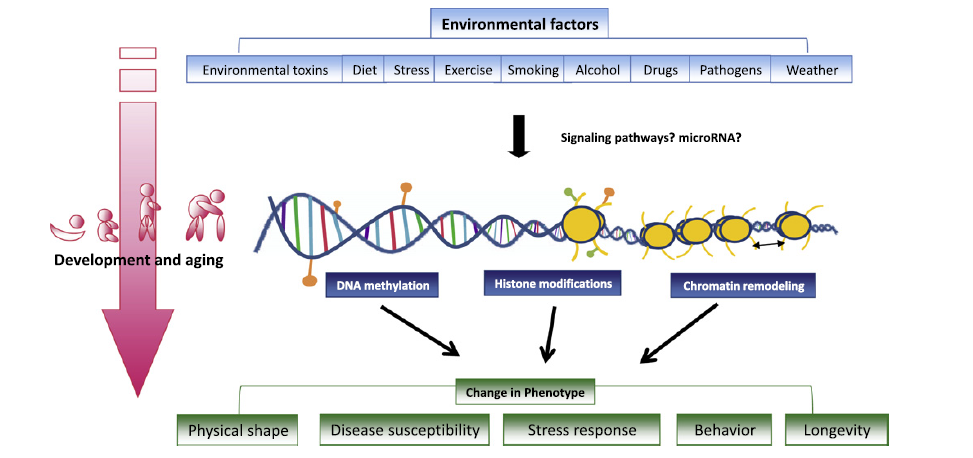 Environmental factors
Environmental toxins
Diet
Stress
Exercise
Smoking
Alcohol
Drugs
Pathogens
Weather
Signaling pathways? microRNA?
Development and aging
DNA methylation
Histone modifications
Chromatin remodeling
Change in Phenotype
Physical shape
Disease susceptibility
Stress response
Behavior
Longevity